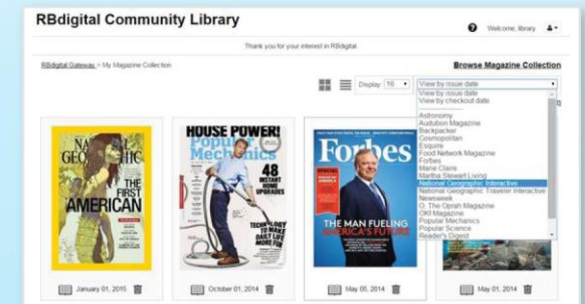 RBdigital Community Library
Welcome, library
Thank you for your interest in RBdigital.
RBdigital Gateway > My Magazine Collection
Browse Magazine Collection
Display: 16
View by issue date
View by issue date
View by checkout date
Astronomy
Audubon Magazine
Backpacker
Cosmopolitan
Esquire
Food Network Magazine
Forbes
Marie Claire
Martha Stewart Living
National Geographic Interactive
National Geographic Traveler Interactive
Newsweek
O, The Oprah Magazine
OK! Magazine
Popular Mechanics
Popular Science
Reader's Digest
THE
FIRST
AMERICAN
HOUSE POWER!
Popular
Mechanics
48
INSTANT
HOME
UPGRADES
TECHNOLOGY
TO MAKE
DAILY LIFE
MORE FUN
Forbes
THE MAN FUELING
AMERICA'S FUTURE
January 01, 2015
October 01, 2014
May 05, 2014
May 01, 2014